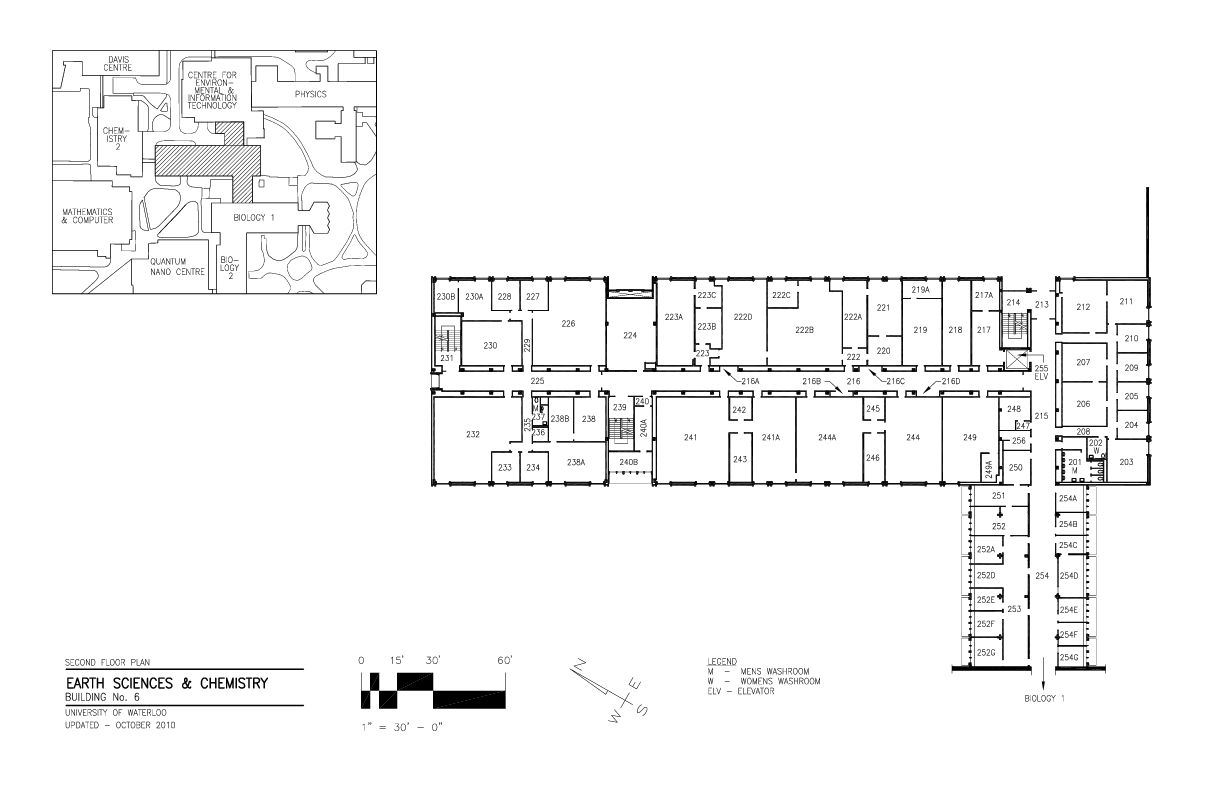 DAVIS
CENTRE
CENTRE FOR
ENVIRON-
MENTAL &
INFORMATION
TECHNOLOGY
PHYSICS
CHEM-
ISTRY
2
MATHEMATICS
& COMPUTER
BIOLOGY 1
QUANTUM
NANO CENTRE
BIO-
LOGY
2
230B
230A
228
227
226
224
223A
223C
223B
223
222D
222C
222B
222A
222
221
220
219A
219
218
217A
217
214
213
212
211
210
209
207
206
205
204
208
203
202
W
201
M
231
230
229
225
216A
216B
216
216C
216D
255
ELV
215
232
235
M
237
236
238B
238
233
234
238A
239
240
240A
240B
241
242
243
241A
244A
245
246
244
249
249A
248
247
256
250
251
252
252A
252D
252E
252F
252G
253
254
254A
254B
254C
254D
254E
254F
254G
BIOLOGY 1
SECOND FLOOR PLAN
EARTH SCIENCES & CHEMISTRY
BUILDING No. 6
UNIVERSITY OF WATERLOO
UPDATED - OCTOBER 2010
0 15' 30' 60'
1" = 30' - 0"
N
E
W
S
LEGEND
M - MENS WASHROOM
W - WOMENS WASHROOM
ELV - ELEVATOR